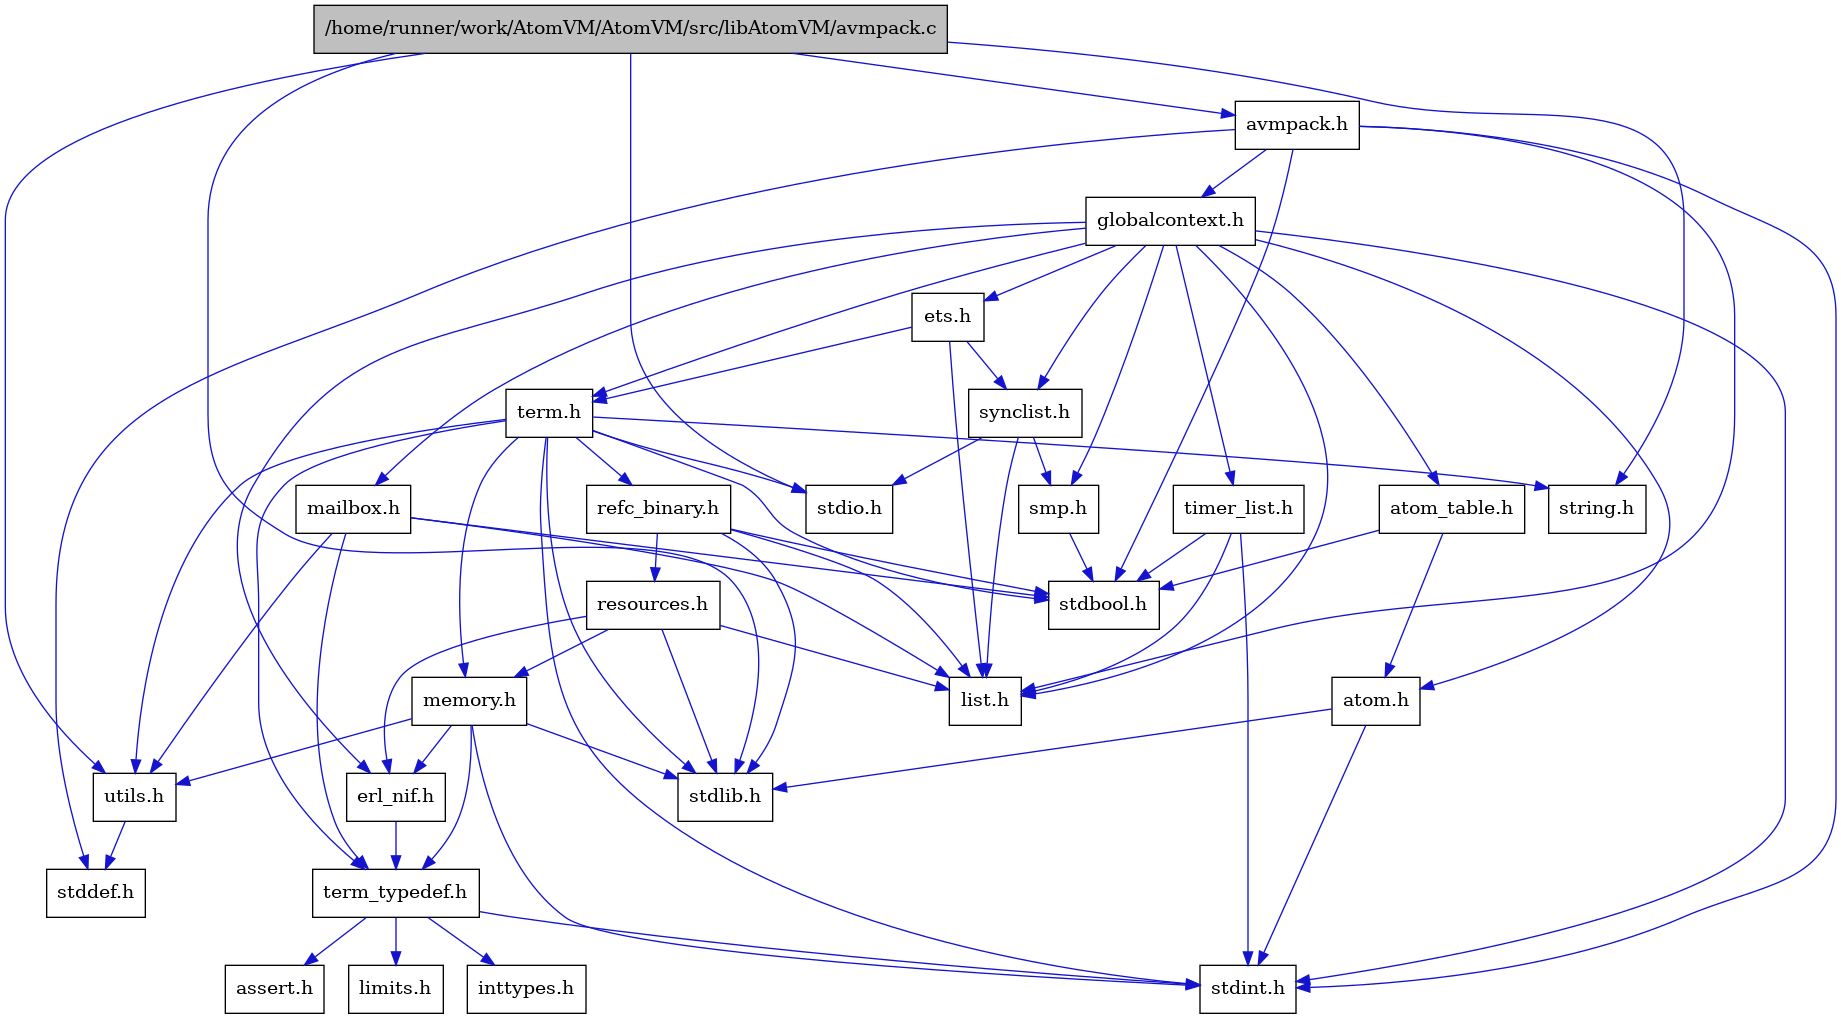 /home/runner/work/AtomVM/AtomVM/src/libAtomVM/avmpack.c
avmpack.h
globalcontext.h
ets.h
term.h
synclist.h
mailbox.h
refc_binary.h
stdio.h
smp.h
timer_list.h
atom_table.h
string.h
resources.h
stdbool.h
memory.h
list.h
atom.h
utils.h
erl_nif.h
stdlib.h
stddef.h
term_typedef.h
assert.h
limits.h
inttypes.h
stdint.h